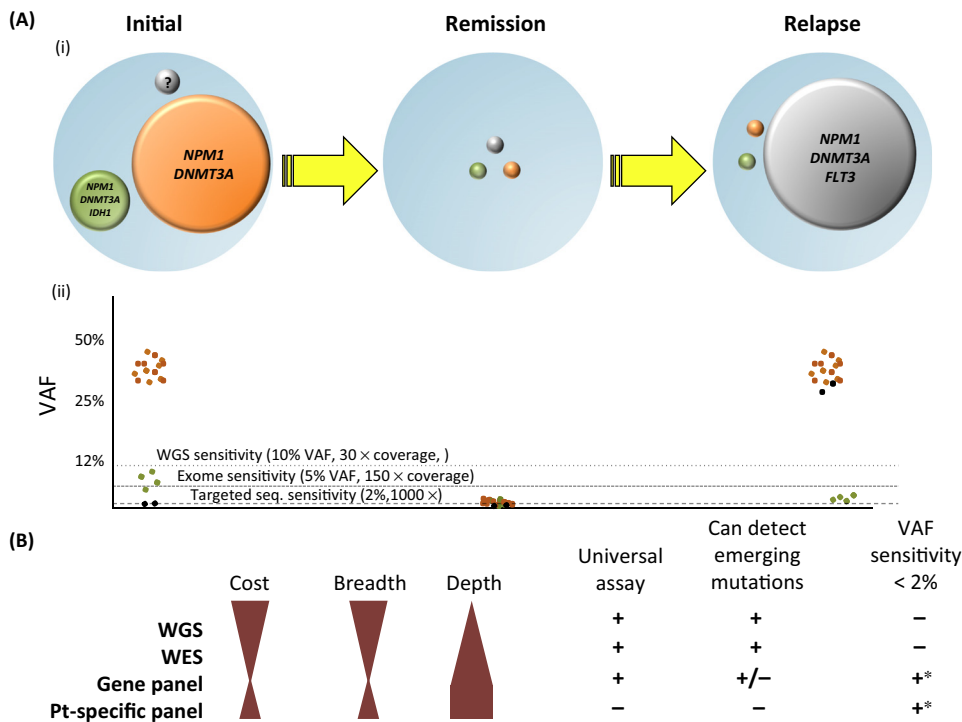 (A)
Initial
Remission
Relapse
(i)
?
NPM1
DNMT3A
NPM1
DNMT3A
IDH1
NPM1
DNMT3A
FLT3
(ii)
VAF
50%
25%
12%
WGS sensitivity (10% VAF, 30 × coverage, )
Exome sensitivity (5% VAF, 150 × coverage)
Targeted seq. sensitivity (2%,1000 ×)
(B)
Cost
Breadth
Depth
Universal
assay
Can detect
emerging
mutations
VAF
sensitivity
< 2%
WGS + + –
WES + + –
Gene panel + +/– +*
Pt-specific panel – – +*